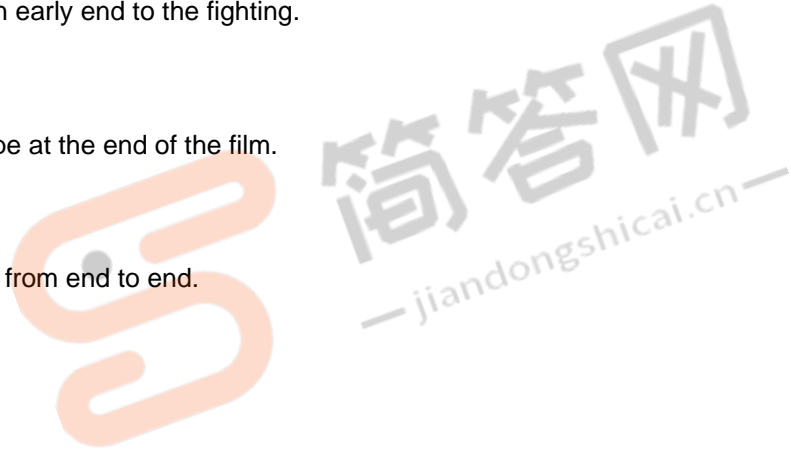 early end to the fighting.
at the end of the film.
from end to end.
简答网
— jiandongshicai.cn —